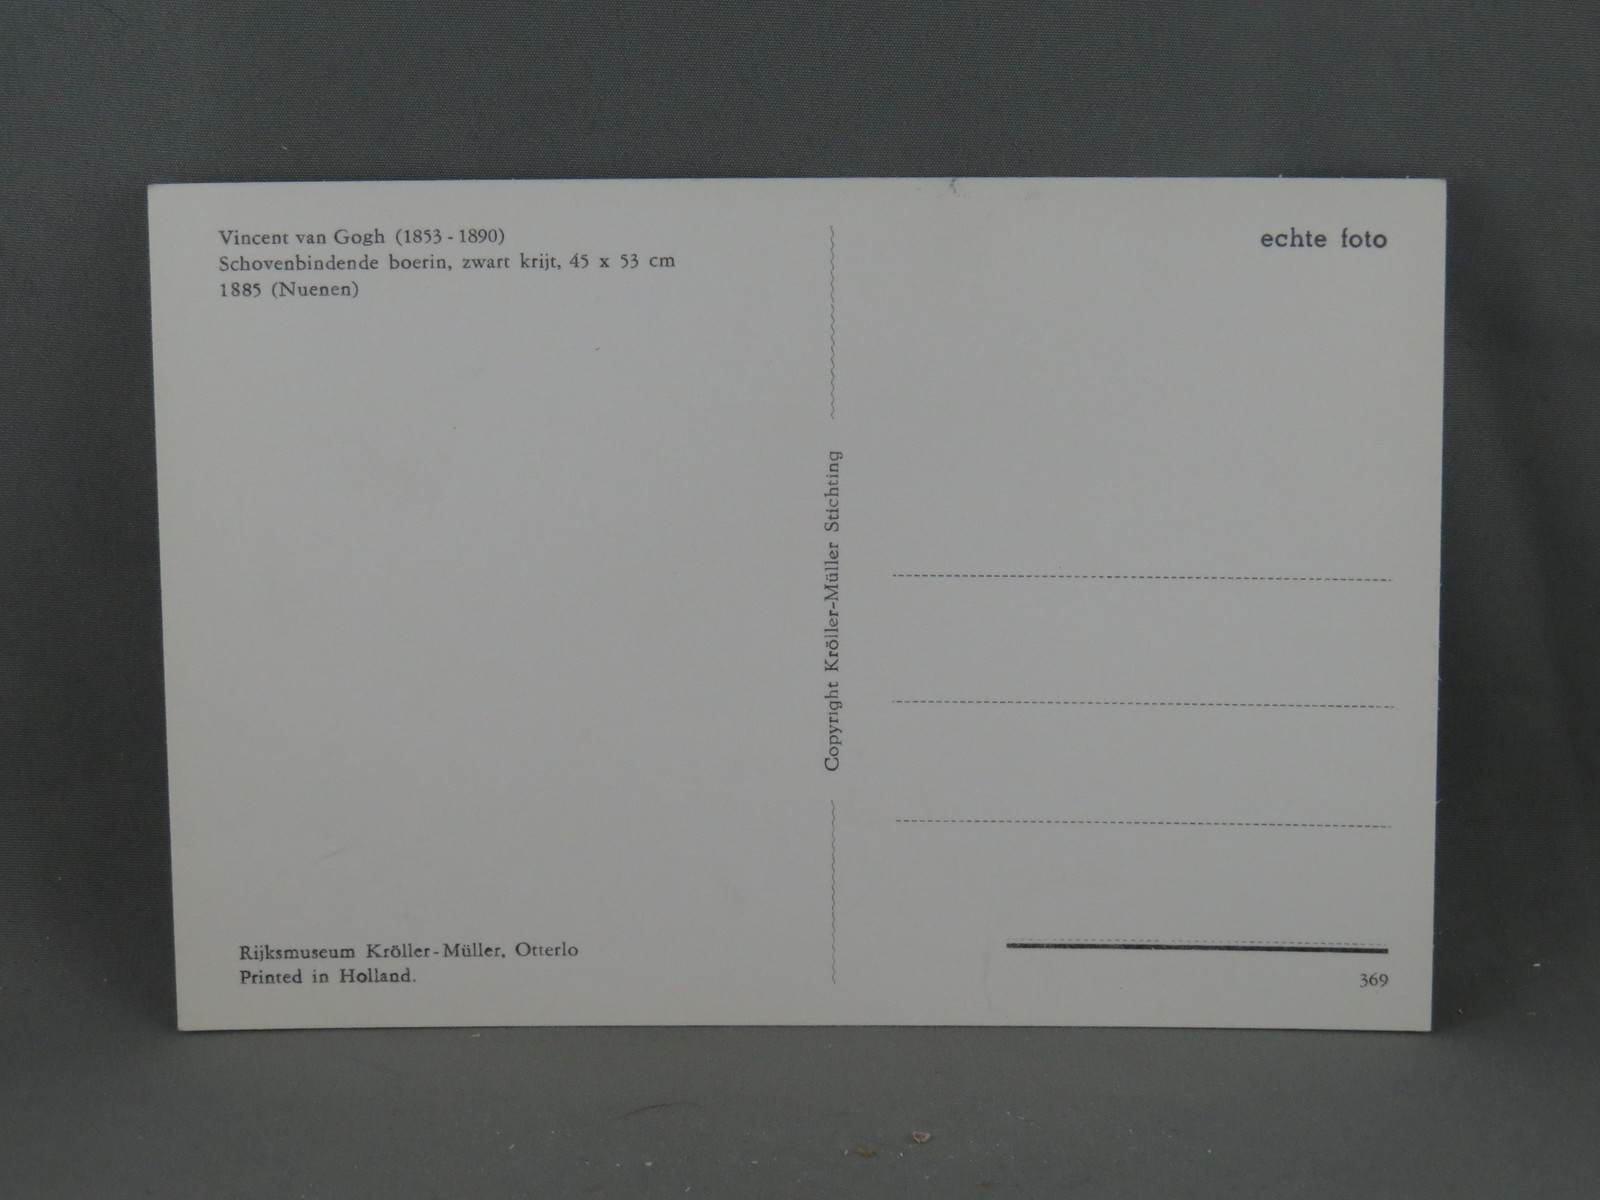 Vincent van Gogh (1853 - 1890)
Schovenbindende boerin, zwart krijt, 45 x 53 cm
1885 (Nuenen)
Rijksmuseum Kröller-Müller, Otterlo
Printed in Holland.
Copyright Kröller-Müller Stichting
echte foto
369